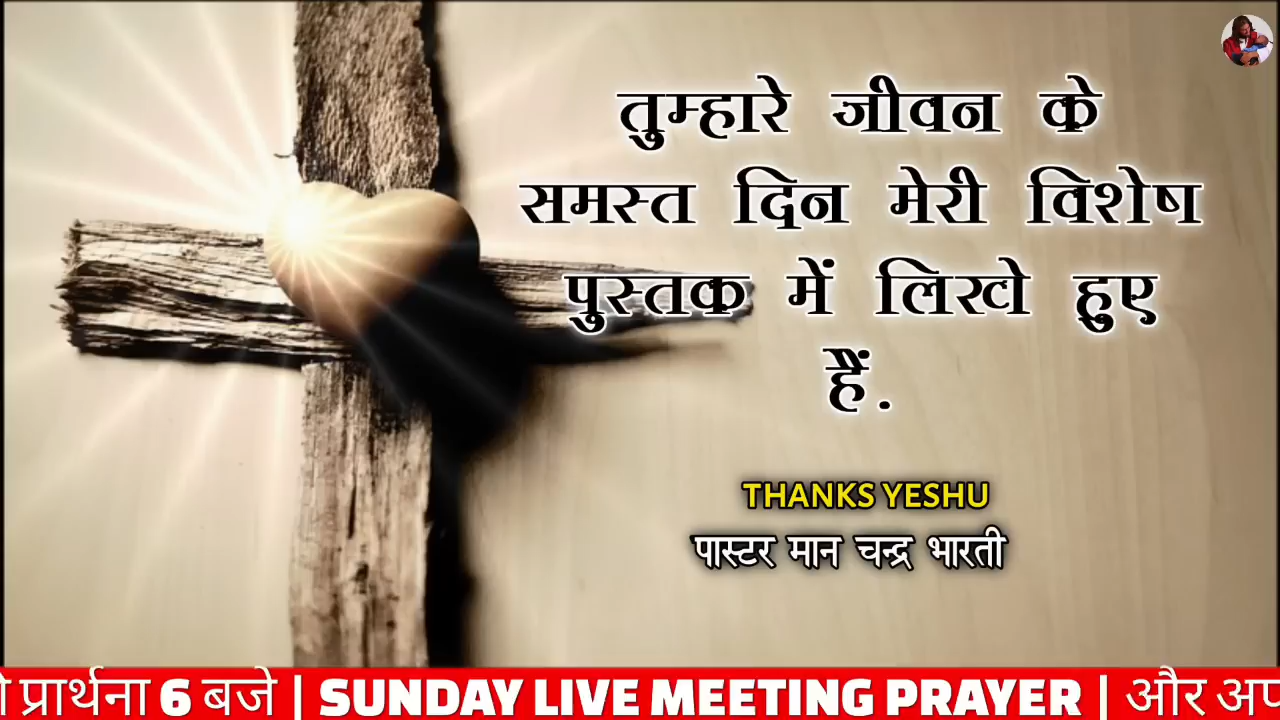 तुम्हारे जीवन के
समस्त दिन मेरी विशेष
पुस्तक में लिखे हुए
हैं.
THANKS YESHU
पास्टर मान चन्द्र भारती
प्रार्थना 6 बजे | SUNDAY LIVE MEETING PRAYER | और